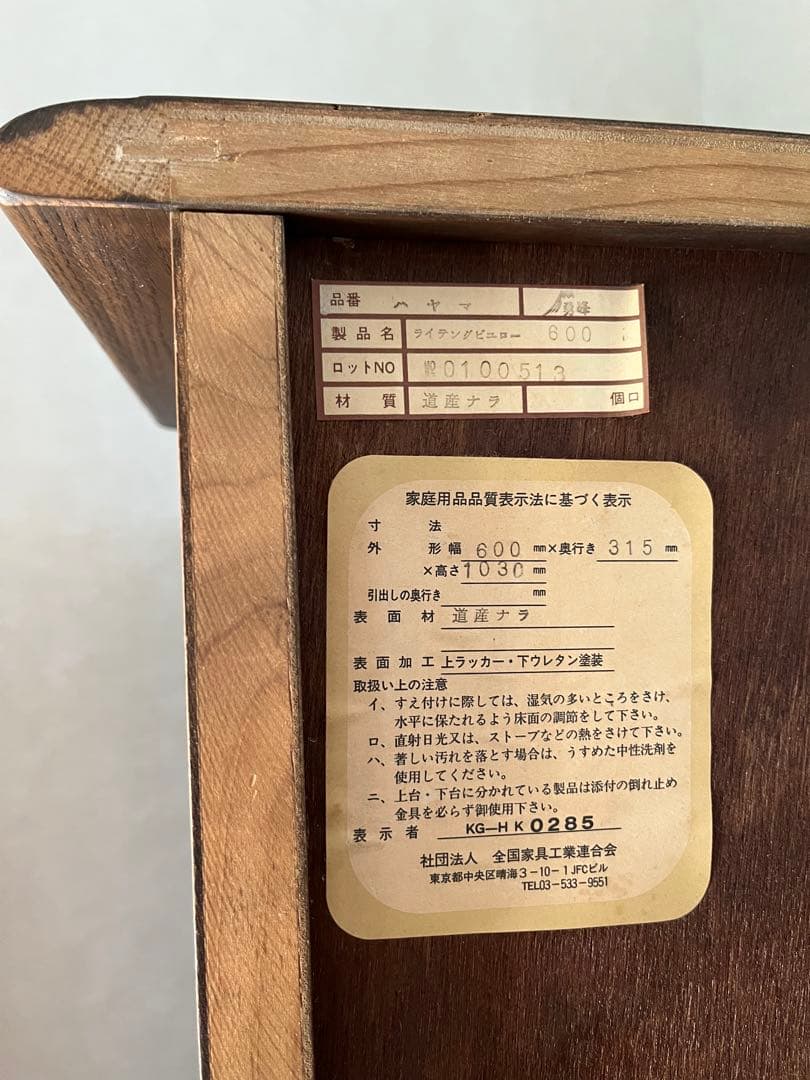 品番 ハヤマ
製品名 ライテングビユロー 600
ロットNO 0100513
材質 道産ナラ 個口
家庭用品品質表示法に基づく表示
寸法
外形幅 600 mm×奥行き 315 mm
×高さ 1030 mm
引出しの奥行き mm
表面材 道産ナラ
表面加工 上ラッカー・下ウレタン塗装
取扱い上の注意
イ、すえ付けに際しては、湿気の多いところをさけ、
水平に保たれるよう床面の調節をして下さい。
ロ、直射日光又は、ストーブなどの熱をさけて下さい。
ハ、著しい汚れを落とす場合は、うすめた中性洗剤を
使用してください。
ニ、上台・下台に分かれている製品は添付の倒れ止め
金具を必らず御使用下さい。
表示者 KG−HK0285
社団法人 全国家具工業連合会
東京都中央区晴海3−10−1JFCビル
TEL03−533−9551